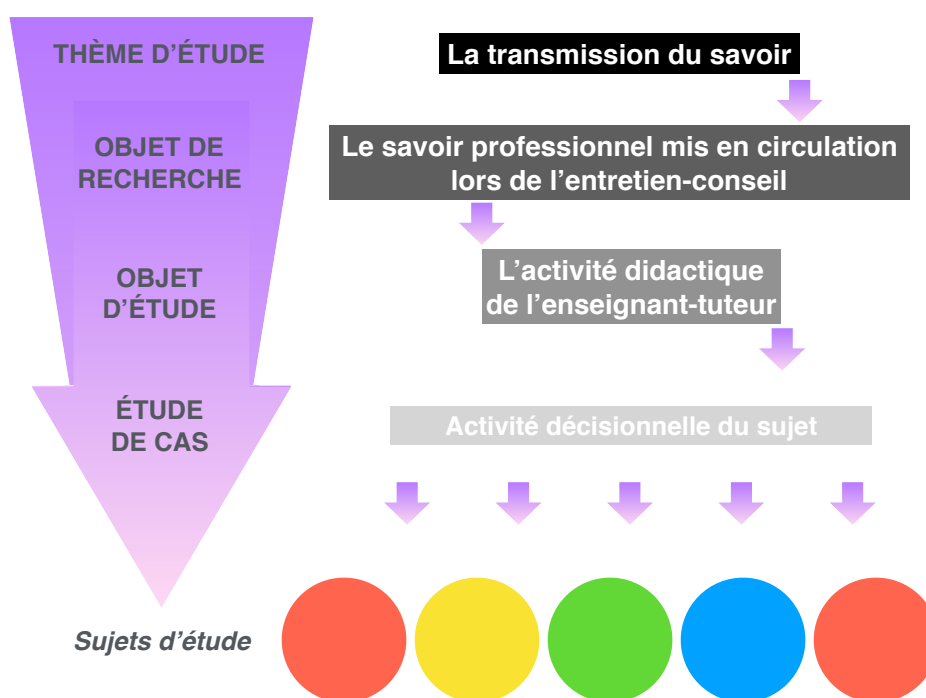 THÈME D’ÉTUDE
La transmission du savoir
OBJET DE
RECHERCHE
Le savoir professionnel mis en circulation
lors de l’entretien-conseil
OBJET
D’ÉTUDE
L’activité didactique
de l’enseignant-tuteur
ÉTUDE
DE CAS
Activité décisionnelle du sujet
Sujets d’étude